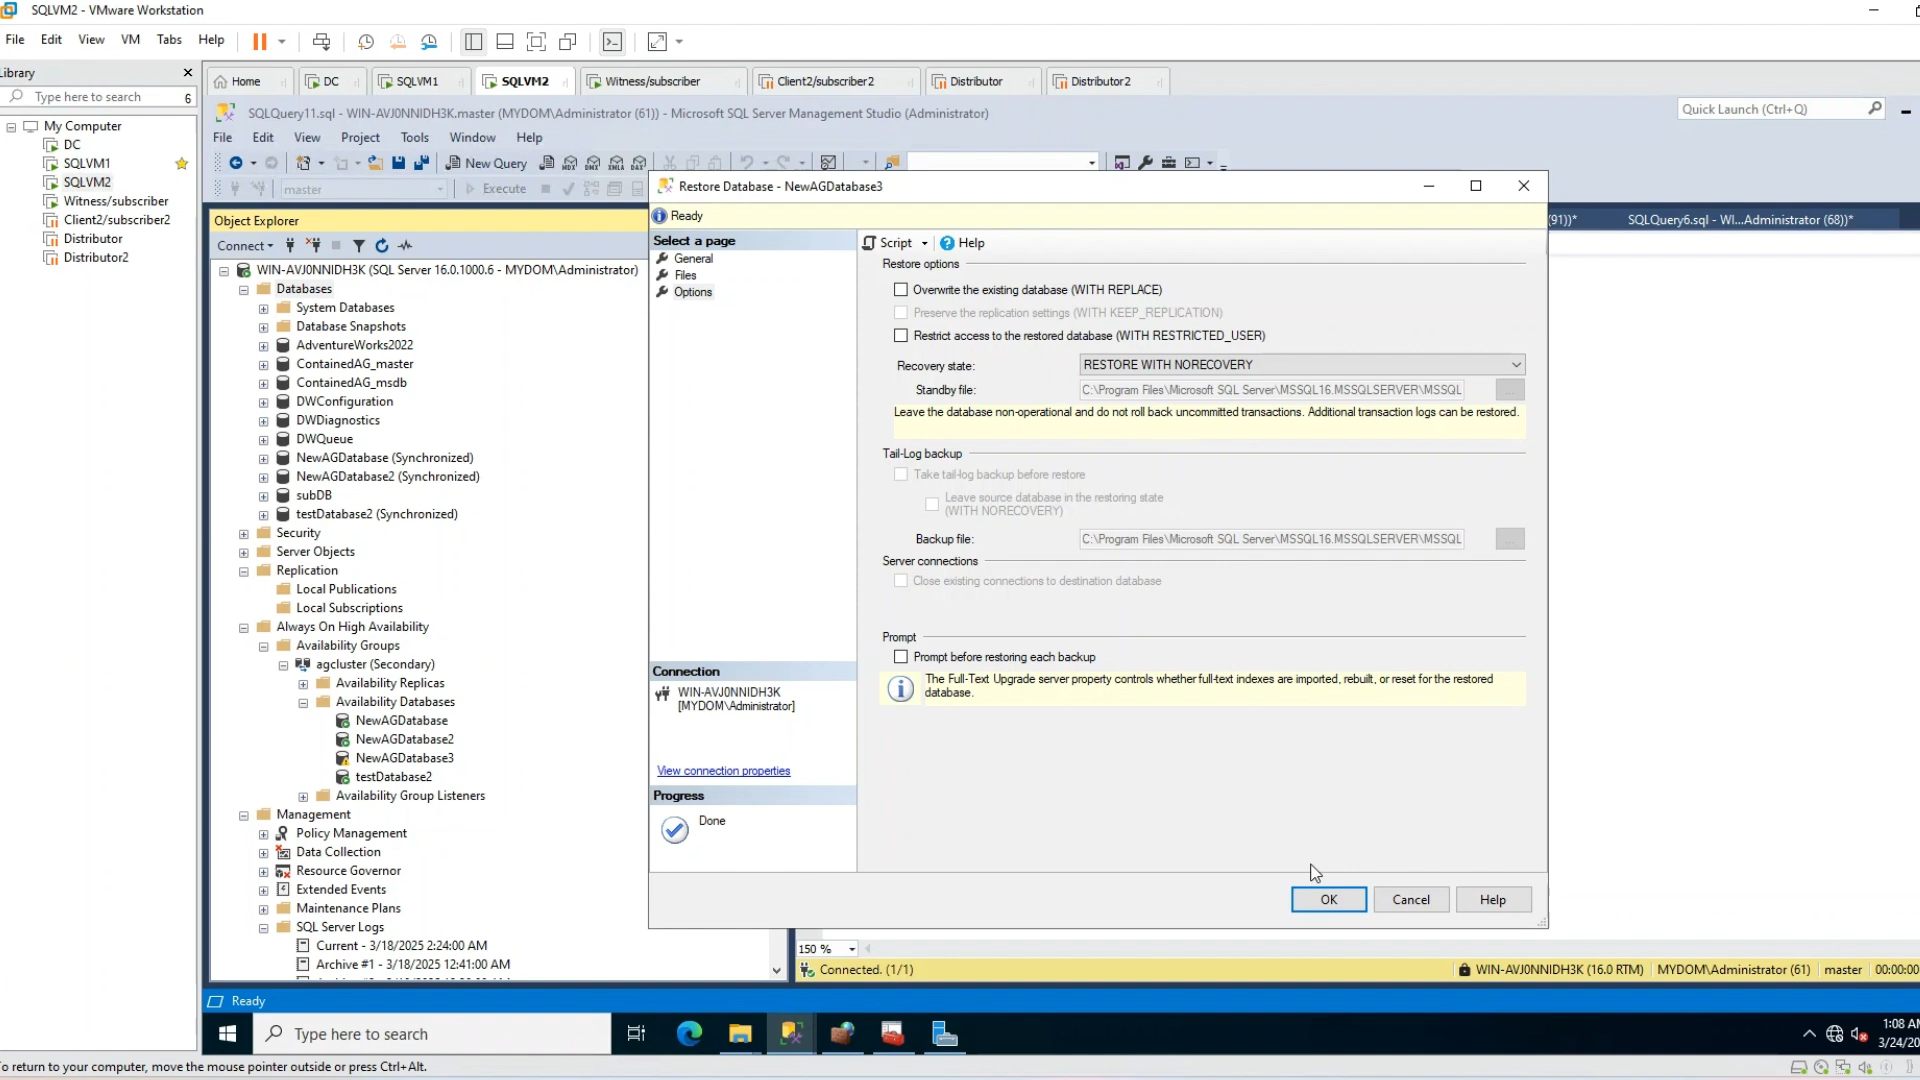 SQLVM2 - VMware Workstation
File Edit View VM Tabs Help
Library
Type here to search 6
My Computer
DC
SQLVM1
SQLVM2
Witness/subscriber
Client2/subscriber2
Distributor
Distributor2
Home DC SQLVM1 SQLVM2 Witness/subscriber Client2/subscriber2 Distributor Distributor2
SQLQuery11.sql - WIN-AVJ0NNIDH3K.master (MYDOM\Administrator (61)) - Microsoft SQL Server Management Studio (Administrator)
Quick Launch (Ctrl+Q)
File Edit View Project Tools Window Help
New Query
master Execute
(91))* SQLQuery6.sql - WI...Administrator (68))*
Object Explorer
Connect
WIN-AVJ0NNIDH3K (SQL Server 16.0.1000.6 - MYDOM\Administrator)
Databases
System Databases
Database Snapshots
AdventureWorks2022
ContainedAG_master
ContainedAG_msdb
DWConfiguration
DWDiagnostics
DWQueue
NewAGDatabase (Synchronized)
NewAGDatabase2 (Synchronized)
subDB
testDatabase2 (Synchronized)
Security
Server Objects
Replication
Local Publications
Local Subscriptions
Always On High Availability
Availability Groups
agcluster (Secondary)
Availability Replicas
Availability Databases
NewAGDatabase
NewAGDatabase2
NewAGDatabase3
testDatabase2
Availability Group Listeners
Management
Policy Management
Data Collection
Resource Governor
Extended Events
Maintenance Plans
SQL Server Logs
Current - 3/18/2025 2:24:00 AM
Archive #1 - 3/18/2025 12:41:00 AM
Restore Database - NewAGDatabase3
Ready
Select a page
General
Files
Options
Script Help
Restore options
Overwrite the existing database (WITH REPLACE)
Preserve the replication settings (WITH KEEP_REPLICATION)
Restrict access to the restored database (WITH RESTRICTED_USER)
Recovery state: RESTORE WITH NORECOVERY
Standby file: C:\Program Files\Microsoft SQL Server\MSSQL16.MSSQLSERVER\MSSQL ...
Leave the database non-operational and do not roll back uncommitted transactions. Additional transaction logs can be restored.
Tail-Log backup
Take tail-log backup before restore
Leave source database in the restoring state
(WITH NORECOVERY)
Backup file: C:\Program Files\Microsoft SQL Server\MSSQL16.MSSQLSERVER\MSSQL ...
Server connections
Close existing connections to destination database
Prompt
Prompt before restoring each backup
The Full-Text Upgrade server property controls whether full-text indexes are imported, rebuilt, or reset for the restored
database.
Connection
WIN-AVJ0NNIDH3K
[MYDOM\Administrator]
View connection properties
Progress
Done
OK Cancel Help
150 %
Connected. (1/1) WIN-AVJ0NNIDH3K (16.0 RTM) MYDOM\Administrator (61) master 00:00:00
Ready
Type here to search
1:08 AM
3/24/20
To return to your computer, move the mouse pointer outside or press Ctrl+Alt.